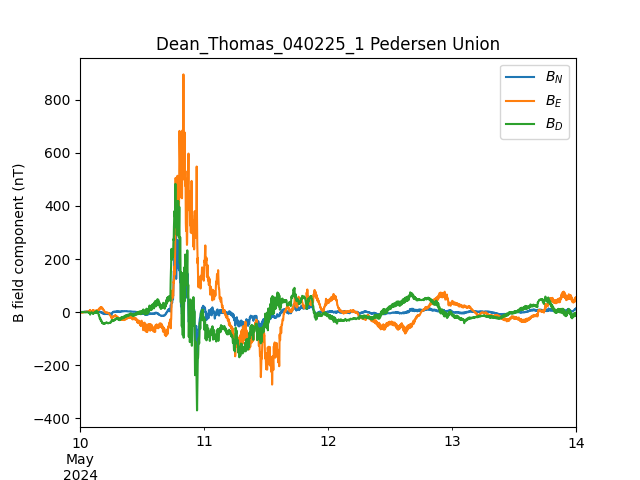 Dean_Thomas_040225_1 Pedersen Union
B_N
B_E
B_D
B field component (nT)
800
600
400
200
0
−200
−400
10
11
12
13
14
May
2024